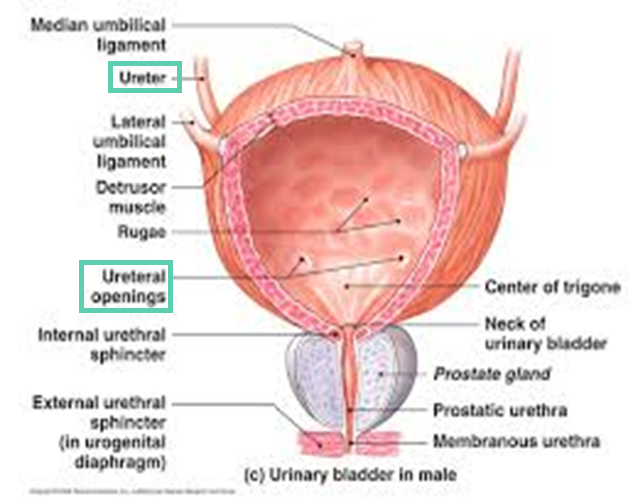 Median umbilical
ligament
Ureter
Lateral
umbilical
ligament
Detrusor
muscle
Rugae
Ureteral
openings
Internal urethral
sphincter
External urethral
sphincter
(in urogenital
diaphragm)
Center of trigone
Neck of
urinary bladder
Prostate gland
Prostatic urethra
Membranous urethra
(c) Urinary bladder in male